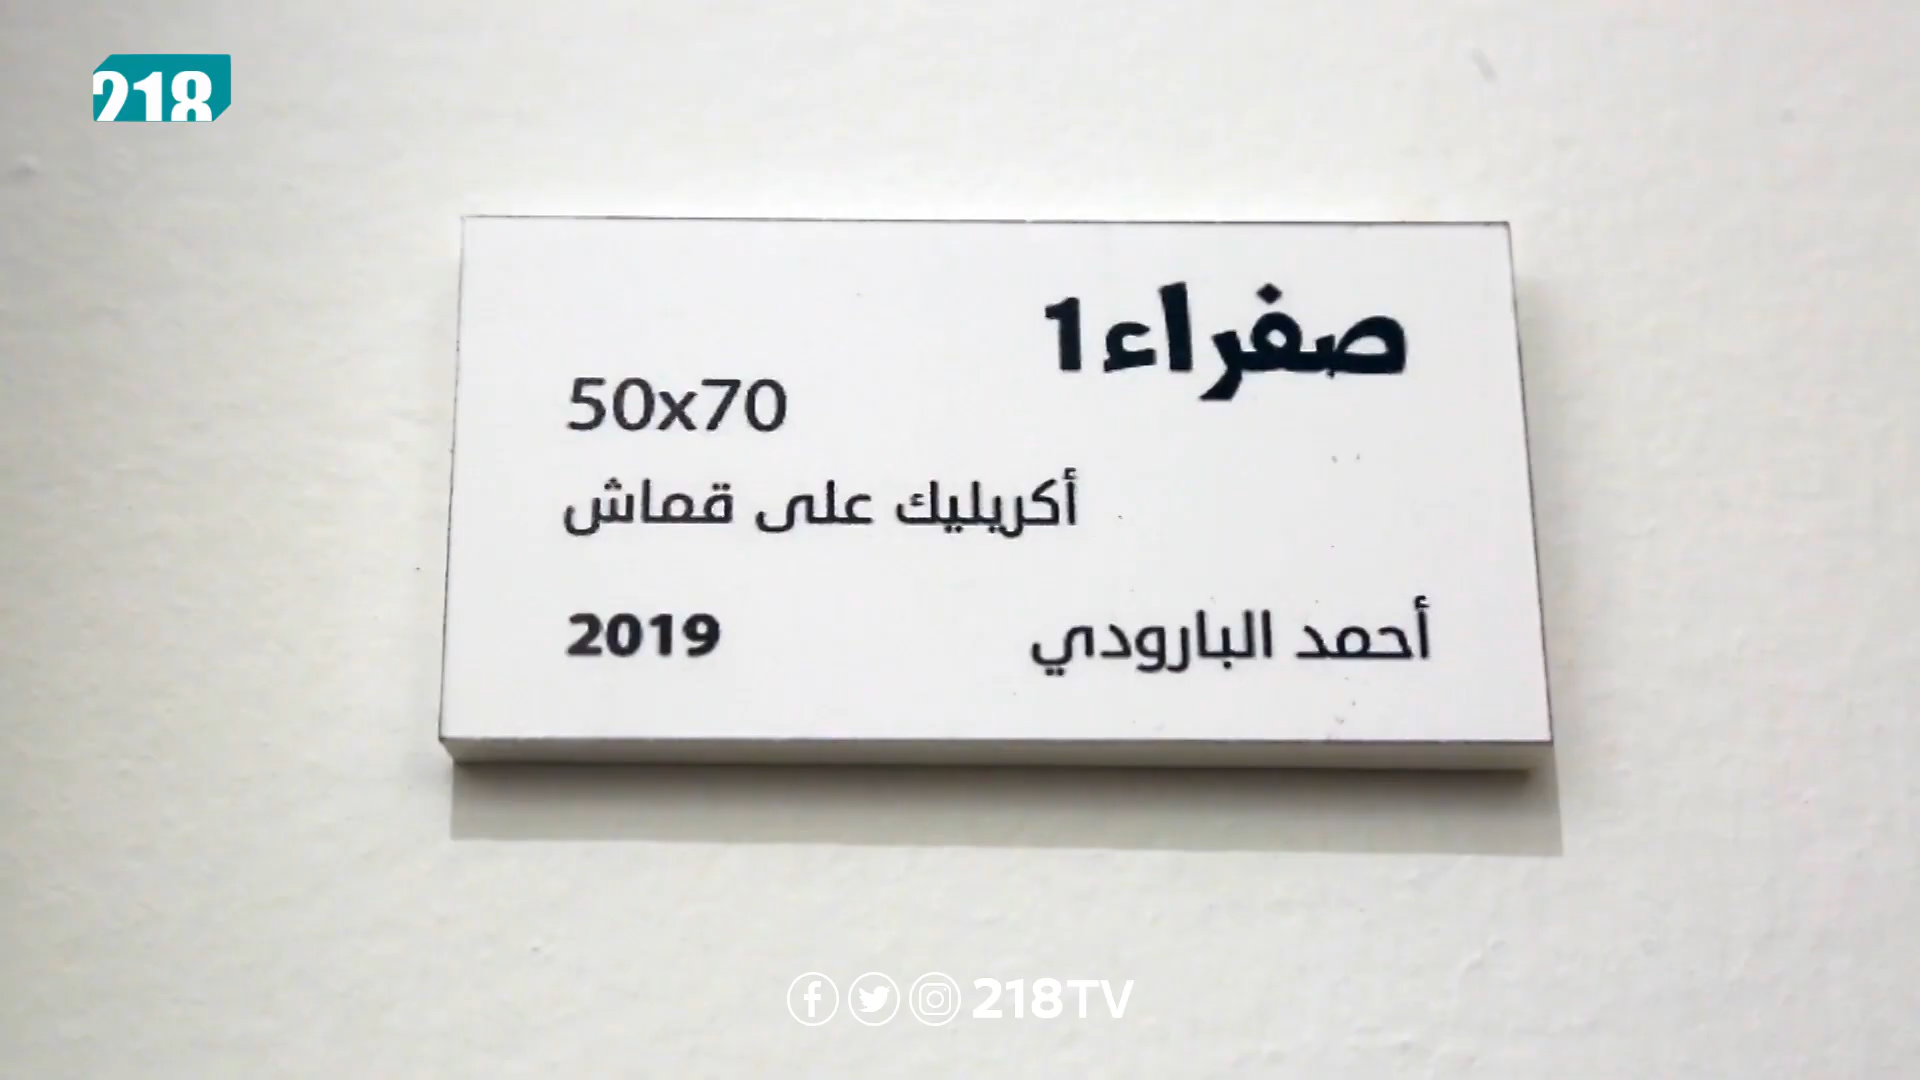 218
صفراء1
50x70
أكريليك على قماش
أحمد البارودي
2019
218TV